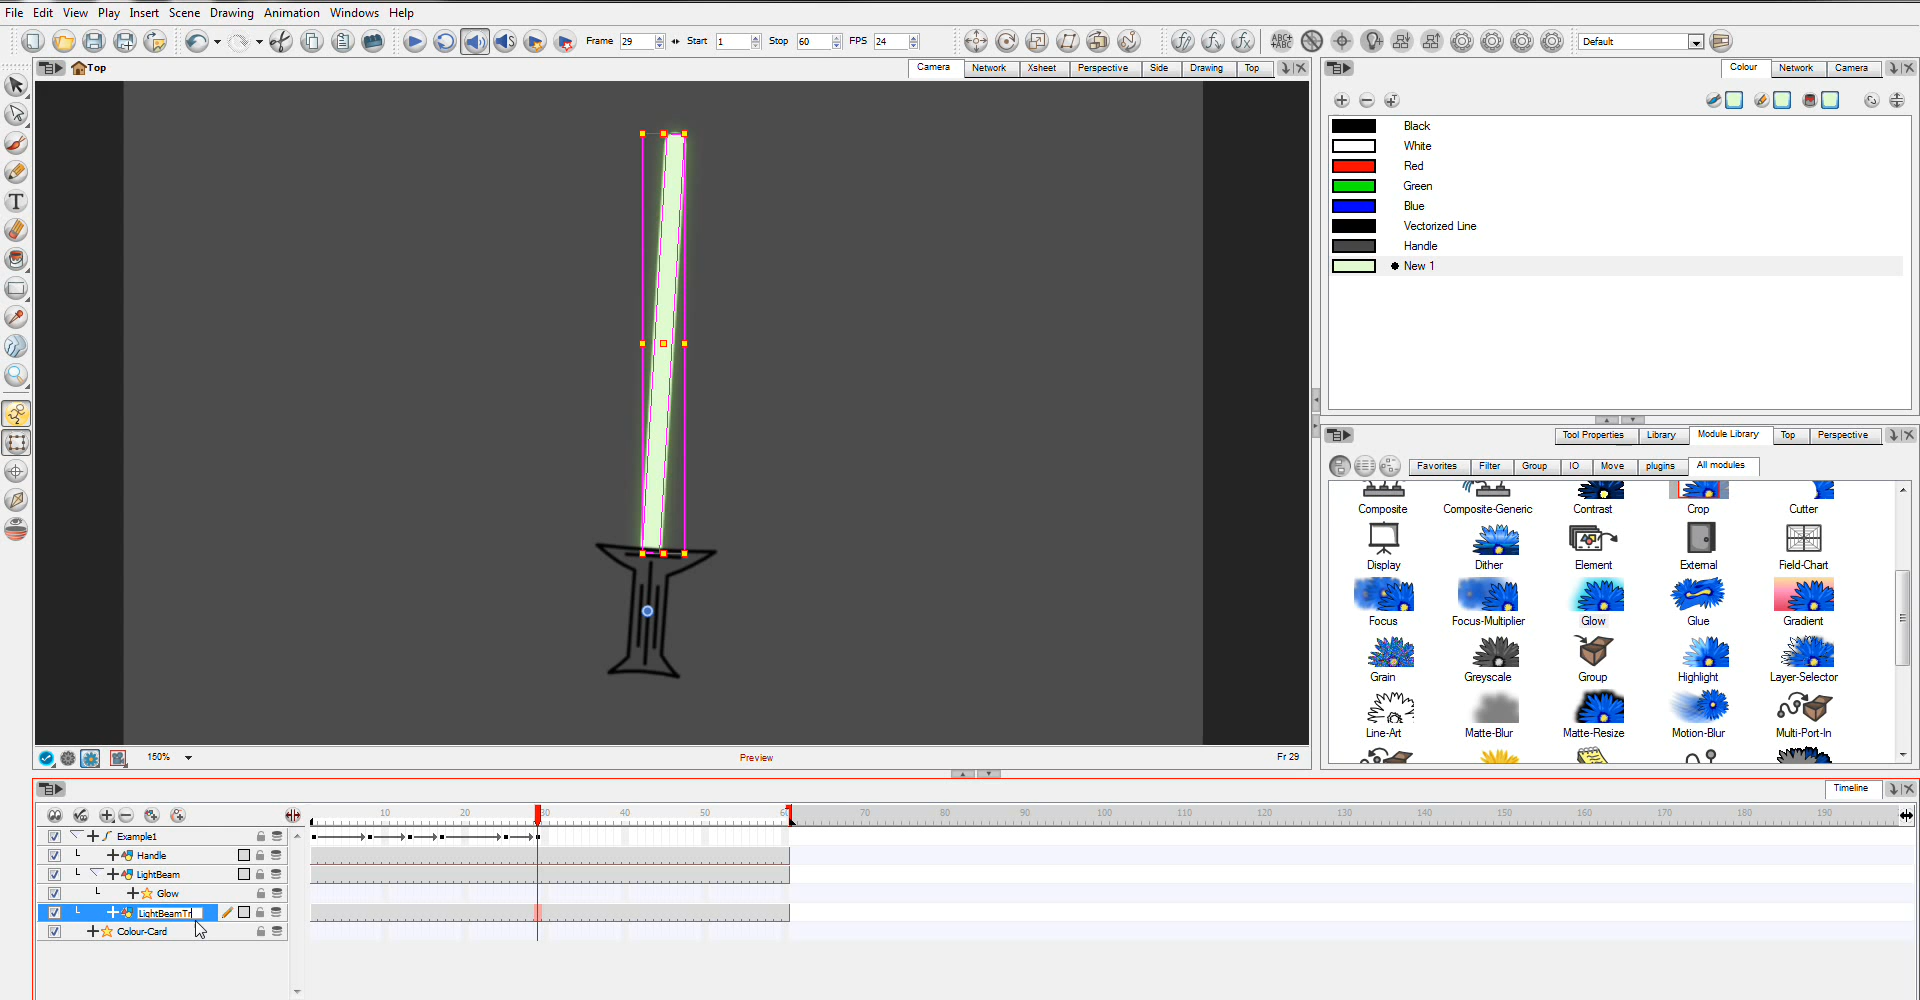 File Edit View Play Insert Scene Drawing Animation Windows Help
Frame 29 Start 1 Stop 60 FPS 24 Default
Top Camera Network Xsheet Perspective Side Drawing Top
Colour Network Camera
Black
White
Red
Green
Blue
Vectorized Line
Handle
New 1
Tool Properties Library Module Library Top Perspective
Favorites Filter Group IO Move plugins All modules
Composite Composite-Generic Contrast Crop Cutter
Display Dither Element External Field-Chart
Focus Focus-Multiplier Glow Glue Gradient
Grain Greyscale Group Highlight Layer-Selector
Line-Art Matte-Blur Matte-Resize Motion-Blur Multi-Port-In
150% Preview Fr 29
Timeline
10 20 30 40 50 60 70 80 90 100 110 120 130 140 150 160 170 180 190
Example1
Handle
LightBeam
Glow
LightBeamTr
Colour-Card